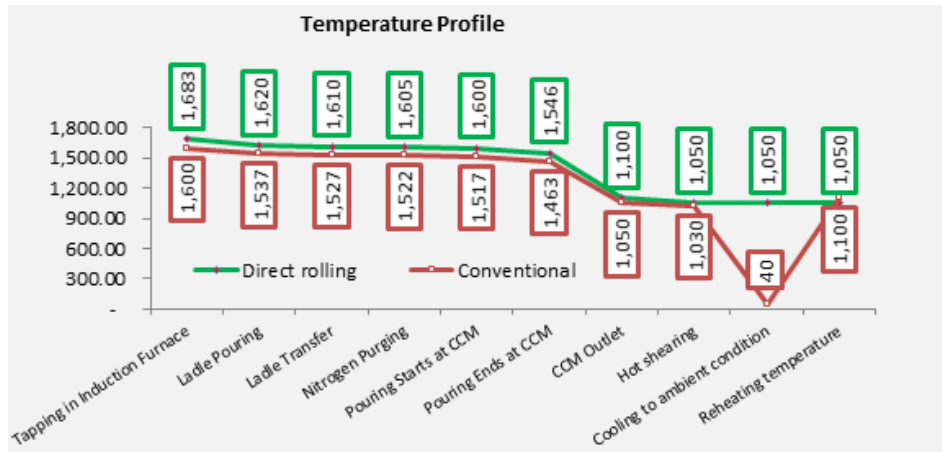 Temperature Profile
1,683
1,620
1,610
1,605
1,600
1,546
1,100
1,050
1,050
1,050
1,800.00
1,500.00
1,200.00
900.00
600.00
300.00
-
1,600
1,537
1,527
1,522
1,517
1,463
1,050
1,030
40
1,100
Direct rolling
Conventional
Tapping in Induction Furnace
Ladle Pouring
Ladle Transfer
Nitrogen Purging
Pouring Starts at CCM
Pouring Ends at CCM
CCM Outlet
Hot shearing
Cooling to ambient condition
Reheating temperature